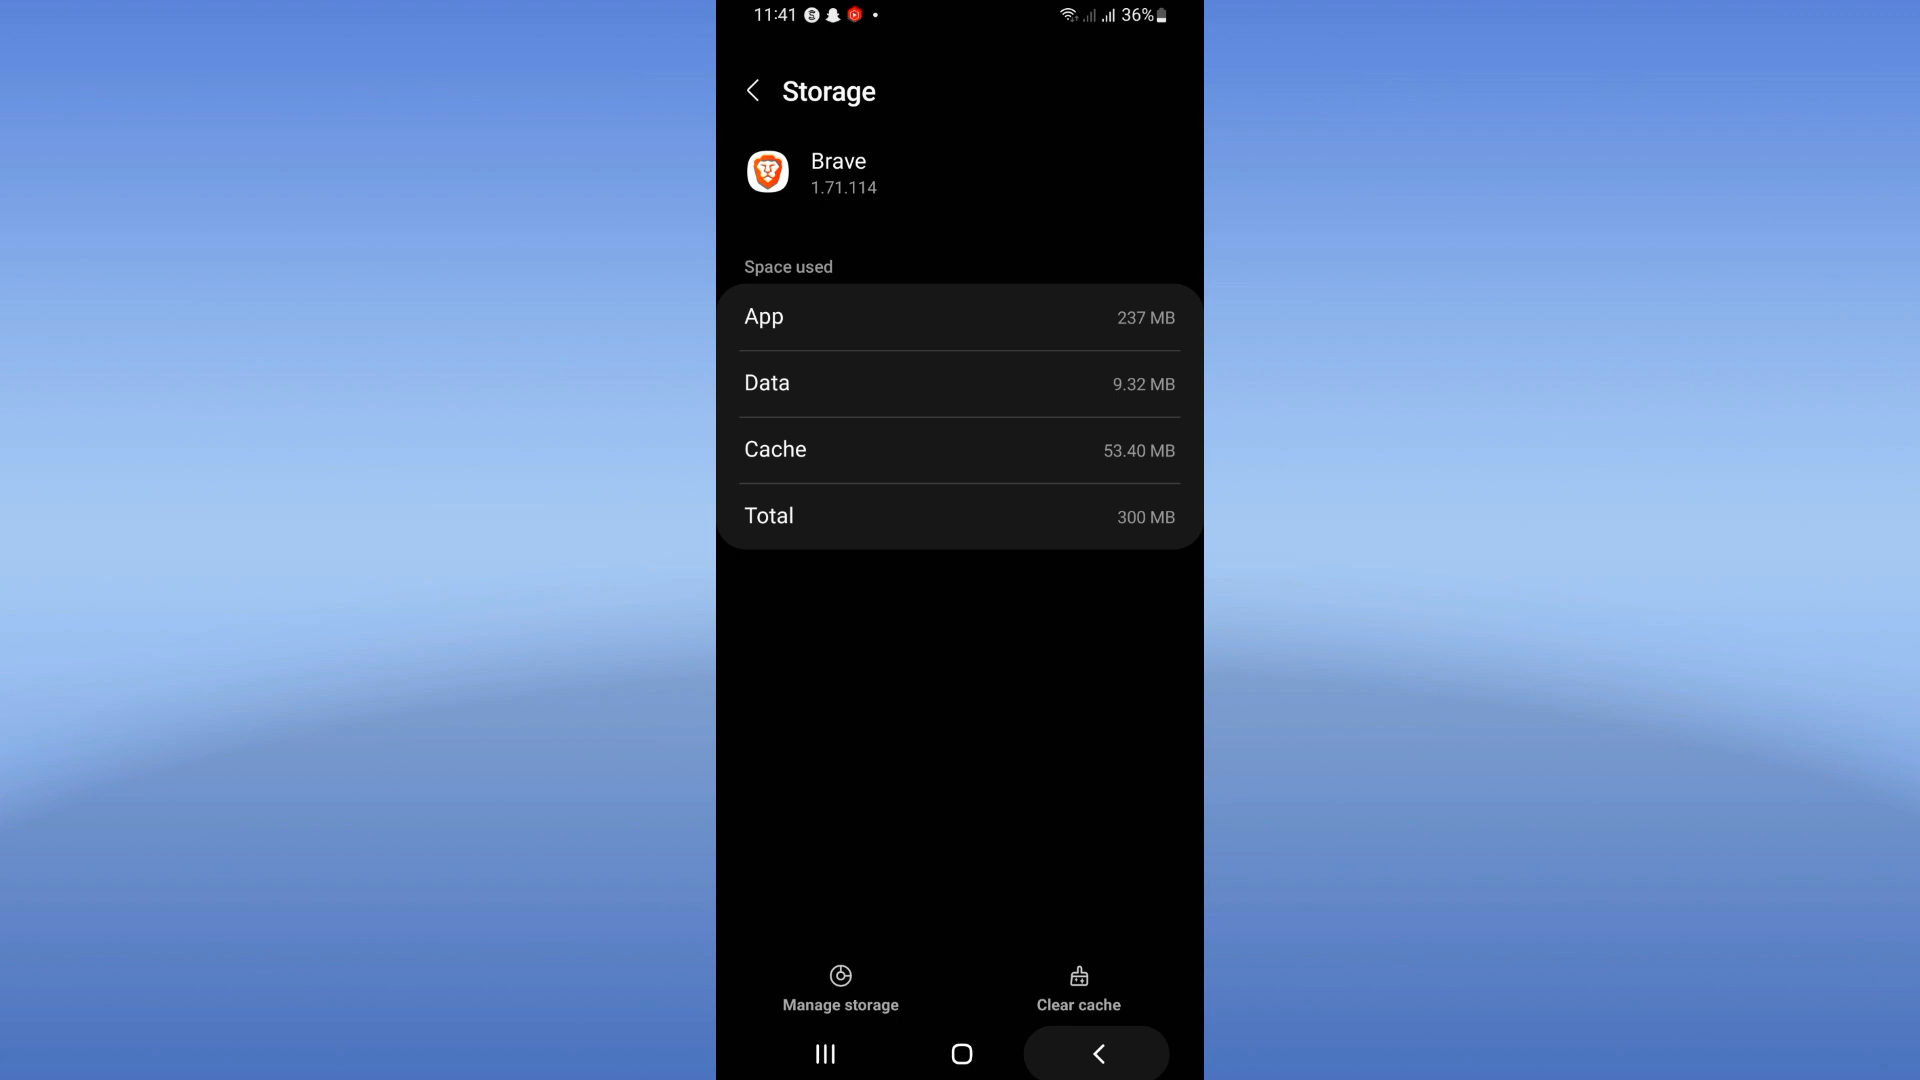 11:41 36%
Storage
Brave
1.71.114
Space used
App 237 MB
Data 9.32 MB
Cache 53.40 MB
Total 300 MB
Manage storage Clear cache